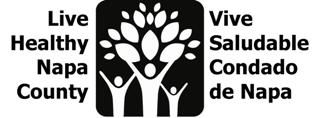 Live
Healthy
Napa
County
Vive
Saludable
Condado
de Napa